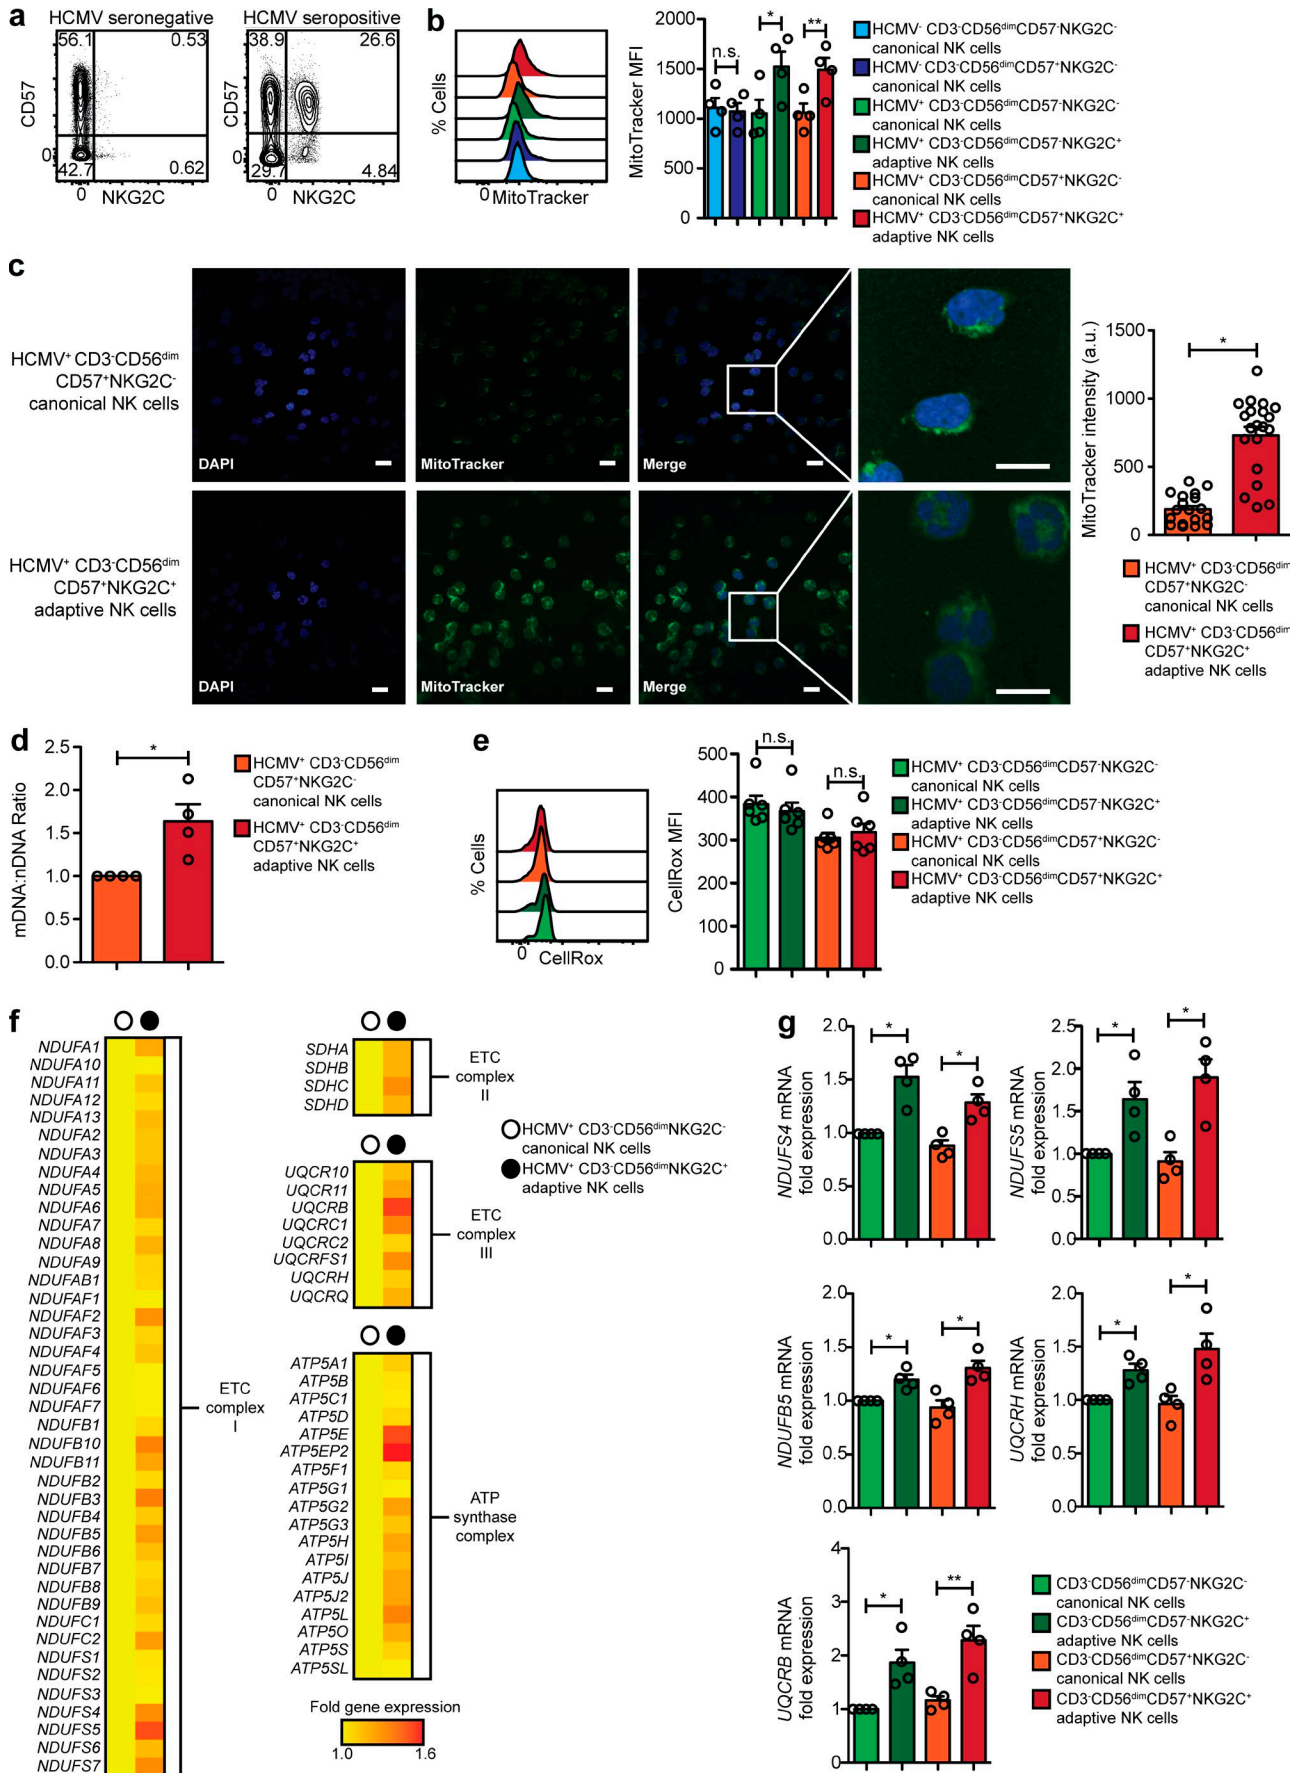 a
HCMV seronegative
HCMV seropositive
56.1
0.53
42.7
0.62
CD57
0
0
NKG2C
38.9
26.6
29.7
4.84
CD57
0
0
NKG2C
b
% Cells
0
MitoTracker
MitoTracker MFI
2000
1500
1000
500
0
n.s.
*
**
HCMV⁻ CD3⁻CD56ᵈⁱᵐCD57⁻NKG2C⁻
canonical NK cells
HCMV⁻ CD3⁻CD56ᵈⁱᵐCD57⁺NKG2C⁻
canonical NK cells
HCMV⁺ CD3⁻CD56ᵈⁱᵐCD57⁻NKG2C⁻
canonical NK cells
HCMV⁺ CD3⁻CD56ᵈⁱᵐCD57⁻NKG2C⁺
adaptive NK cells
HCMV⁺ CD3⁻CD56ᵈⁱᵐCD57⁺NKG2C⁻
canonical NK cells
HCMV⁺ CD3⁻CD56ᵈⁱᵐCD57⁺NKG2C⁺
adaptive NK cells
c
HCMV⁺ CD3⁻CD56ᵈⁱᵐ
CD57⁺NKG2C⁻
canonical NK cells
DAPI
MitoTracker
Merge
HCMV⁺ CD3⁻CD56ᵈⁱᵐ
CD57⁺NKG2C⁺
adaptive NK cells
DAPI
MitoTracker
Merge
MitoTracker intensity (a.u.)
1500
1000
500
0
*
HCMV⁺ CD3⁻CD56ᵈⁱᵐ
CD57⁺NKG2C⁻
canonical NK cells
HCMV⁺ CD3⁻CD56ᵈⁱᵐ
CD57⁺NKG2C⁺
adaptive NK cells
d
mDNA:nDNA Ratio
2.5
2.0
1.5
1.0
0.5
0.0
*
HCMV⁺ CD3⁻CD56ᵈⁱᵐ
CD57⁺NKG2C⁻
canonical NK cells
HCMV⁺ CD3⁻CD56ᵈⁱᵐ
CD57⁺NKG2C⁺
adaptive NK cells
e
% Cells
0
CellRox
CellRox MFI
500
400
300
200
100
0
n.s.
n.s.
HCMV⁺ CD3⁻CD56ᵈⁱᵐCD57⁻NKG2C⁻
canonical NK cells
HCMV⁺ CD3⁻CD56ᵈⁱᵐCD57⁻NKG2C⁺
adaptive NK cells
HCMV⁺ CD3⁻CD56ᵈⁱᵐCD57⁺NKG2C⁻
canonical NK cells
HCMV⁺ CD3⁻CD56ᵈⁱᵐCD57⁺NKG2C⁺
adaptive NK cells
f
NDUFA1
NDUFA10
NDUFA11
NDUFA12
NDUFA13
NDUFA2
NDUFA3
NDUFA4
NDUFA5
NDUFA6
NDUFA7
NDUFA8
NDUFA9
NDUFAB1
NDUFAF1
NDUFAF2
NDUFAF3
NDUFAF4
NDUFAF5
NDUFAF6
NDUFAF7
NDUFB1
NDUFB10
NDUFB11
NDUFB2
NDUFB3
NDUFB4
NDUFB5
NDUFB6
NDUFB7
NDUFB8
NDUFB9
NDUFC1
NDUFC2
NDUFS1
NDUFS2
NDUFS3
NDUFS4
NDUFS5
NDUFS6
NDUFS7
ETC
complex
I
SDHA
SDHB
SDHC
SDHD
ETC
complex
II
UQCR10
UQCR11
UQCRB
UQCRC1
UQCRC2
UQCRFS1
UQCRH
UQCRQ
ETC
complex
III
ATP5A1
ATP5B
ATP5C1
ATP5D
ATP5E
ATP5EP2
ATP5F1
ATP5G1
ATP5G2
ATP5G3
ATP5H
ATP5I
ATP5J
ATP5J2
ATP5L
ATP5O
ATP5S
ATP5SL
ATP
synthase
complex
HCMV⁺ CD3⁻CD56ᵈⁱᵐNKG2C⁻
canonical NK cells
HCMV⁺ CD3⁻CD56ᵈⁱᵐNKG2C⁺
adaptive NK cells
Fold gene expression
1.0
1.6
g
NDUFS4 mRNA
fold expression
2.0
1.5
1.0
0.5
0.0
*
*
NDUFS5 mRNA
fold expression
2.5
2.0
1.5
1.0
0.5
0.0
*
*
NDUFB5 mRNA
fold expression
2.0
1.5
1.0
0.5
0.0
*
*
UQCRH mRNA
fold expression
2.0
1.5
1.0
0.5
0.0
*
*
UQCRB mRNA
fold expression
4
3
2
1
0
*
**
CD3⁻CD56ᵈⁱᵐCD57⁻NKG2C⁻
canonical NK cells
CD3⁻CD56ᵈⁱᵐCD57⁻NKG2C⁺
adaptive NK cells
CD3⁻CD56ᵈⁱᵐCD57⁺NKG2C⁻
canonical NK cells
CD3⁻CD56ᵈⁱᵐCD57⁺NKG2C⁺
adaptive NK cells